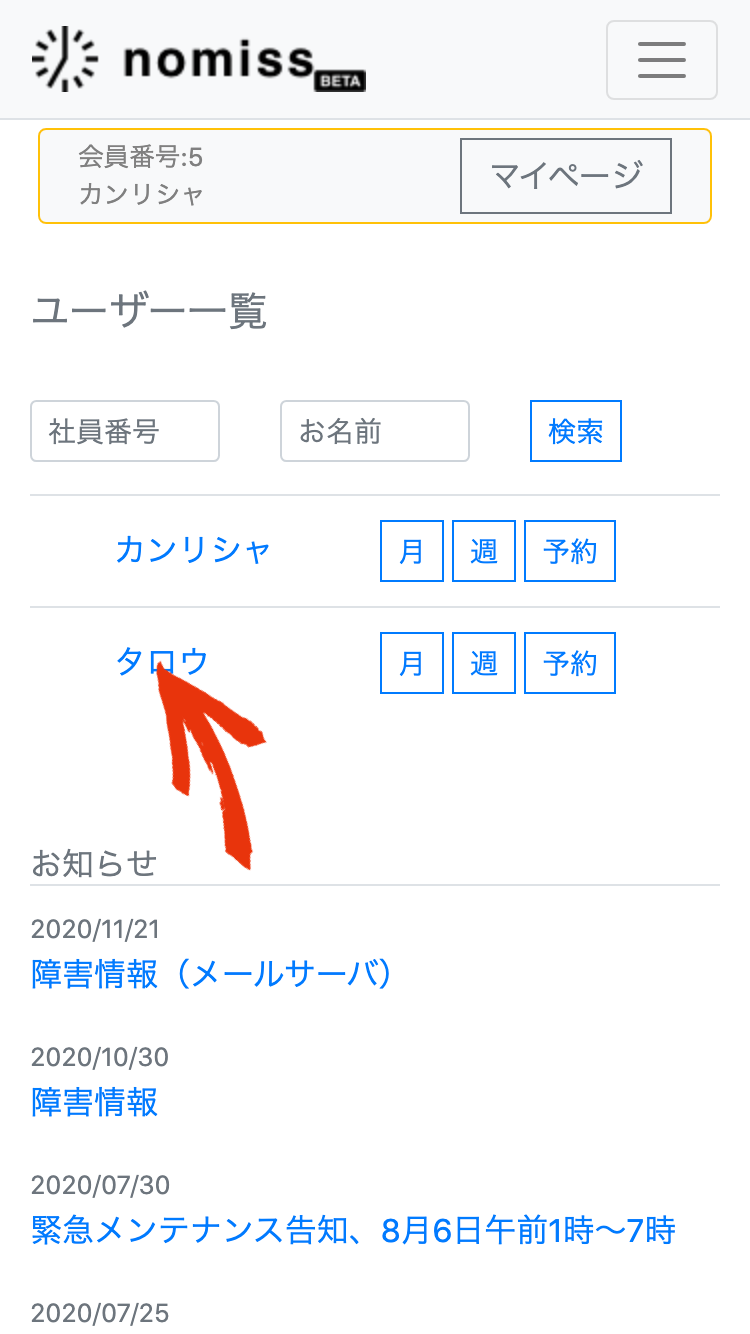 nomiss BETA
会員番号:5
カンリシャ
マイページ
ユーザー一覧
社員番号 お名前 検索
カンリシャ 月 週 予約
タロウ 月 週 予約
お知らせ
2020/11/21
障害情報（メールサーバ）
2020/10/30
障害情報
2020/07/30
緊急メンテナンス告知、8月6日午前1時〜7時
2020/07/25